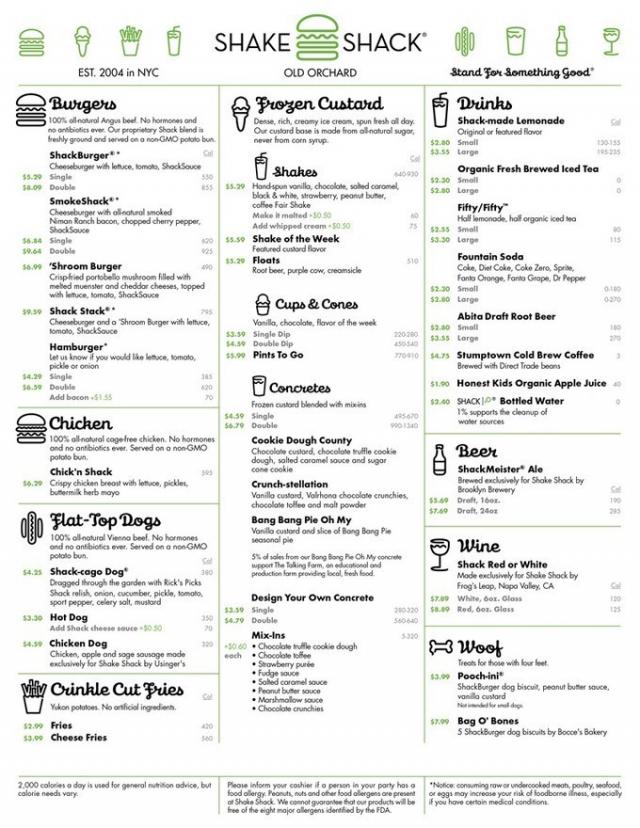 SHAKE SHACK®
EST. 2004 in NYC
OLD ORCHARD
Stand For Something Good®
Burgers
100% all-natural Angus beef. No hormones and
no antibiotics ever. Our proprietary Shack blend is
freshly ground and served on a non-GMO potato bun.
Cal
ShackBurger®*
Cheeseburger with lettuce, tomato, ShackSauce
$5.29 Single 550
$8.09 Double 855
SmokeShack®*
Cheeseburger with all-natural smoked
Niman Ranch bacon, chopped cherry pepper,
ShackSauce
$6.84 Single 620
$9.64 Double 925
$6.99 'Shroom Burger 490
Crisp-fried portobello mushroom filled with
melted muenster and cheddar cheeses, topped
with lettuce, tomato, ShackSauce
$9.59 Shack Stack®* 795
Cheeseburger and a 'Shroom Burger with lettuce,
tomato, ShackSauce
Hamburger*
Let us know if you would like lettuce, tomato,
pickle or onion
$4.29 Single 385
$6.59 Double 620
Add bacon +$1.55 70
Chicken
100% all-natural cage-free chicken. No hormones
and no antibiotics ever. Served on a non-GMO
potato bun.
Cal
Chick'n Shack 595
$6.29 Crispy chicken breast with lettuce, pickles,
buttermilk herb mayo
Flat-Top Dogs
100% all-natural Vienna beef. No hormones
and no antibiotics ever. Served on a non-GMO
potato bun.
Cal
$4.25 Shack-cago Dog® 380
Dragged through the garden with Rick's Picks
Shack relish, onion, cucumber, pickle, tomato,
sport pepper, celery salt, mustard
$3.30 Hot Dog 350
Add Shack cheese sauce +$0.50 70
$4.59 Chicken Dog 320
Chicken, apple and sage sausage made
exclusively for Shake Shack by Usinger's
Crinkle Cut Fries
Yukon potatoes. No artificial ingredients.
Cal
$2.99 Fries 420
$3.99 Cheese Fries 560
Frozen Custard
Dense, rich, creamy ice cream, spun fresh all day.
Our custard base is made from all-natural sugar,
never from corn syrup.
Cal
Shakes 640-930
$5.29 Hand-spun vanilla, chocolate, salted caramel,
black & white, strawberry, peanut butter,
coffee Fair Shake
Make it malted +$0.50 60
Add whipped cream +$0.50 75
$5.59 Shake of the Week
Featured custard flavor
$5.29 Floats 510
Root beer, purple cow, creamsicle
Cups & Cones
Vanilla, chocolate, flavor of the week
$3.59 Single Dip 220-280
$4.59 Double Dip 450-540
$5.99 Pints To Go 770-910
Concretes
Frozen custard blended with mix-ins
$4.59 Single 495-670
$6.79 Double 990-1340
Cookie Dough County
Chocolate custard, chocolate truffle cookie
dough, salted caramel sauce and sugar
cone cookie
Crunch-stellation
Vanilla custard, Valrhona chocolate crunchies,
chocolate toffee and malt powder
Bang Bang Pie Oh My
Vanilla custard and slice of Bang Bang Pie
seasonal pie
5% of sales from our Bang Bang Pie Oh My concrete
support The Talking Farm, an educational and
production farm providing local, fresh food.
Design Your Own Concrete
$3.59 Single 280-320
$4.79 Double 560-640
Mix-Ins 5-320
+$0.60 each
• Chocolate truffle cookie dough
• Chocolate toffee
• Strawberry purée
• Fudge sauce
• Salted caramel sauce
• Peanut butter sauce
• Marshmallow sauce
• Chocolate crunchies
Drinks
Shack-made Lemonade Cal
Original or featured flavor
$2.80 Small 130-155
$3.55 Large 195-235
Organic Fresh Brewed Iced Tea
$2.30 Small 0
$2.80 Large 0
Fifty/Fifty™
Half lemonade, half organic iced tea
$2.55 Small 80
$3.30 Large 115
Fountain Soda
Coke, Diet Coke, Coke Zero, Sprite,
Fanta Orange, Fanta Grape, Dr Pepper
$2.30 Small 0-180
$2.80 Large 0-270
Abita Draft Root Beer
$2.80 Small 180
$3.55 Large 270
$4.75 Stumptown Cold Brew Coffee 3
Brewed with Direct Trade beans
$1.90 Honest Kids Organic Apple Juice 40
$2.40 SHACK2O® Bottled Water 0
1% supports the cleanup of
water sources
Beer
ShackMeister® Ale
Brewed exclusively for Shake Shack by
Brooklyn Brewery Cal
$5.69 Draft, 16oz. 190
$7.69 Draft, 24oz 285
Wine
Shack Red or White
Made exclusively for Shake Shack by
Frog's Leap, Napa Valley, CA Cal
$7.89 White, 6oz. Glass 120
$8.89 Red, 6oz. Glass 125
Woof
Treats for those with four feet.
$3.99 Pooch-ini®
ShackBurger dog biscuit, peanut butter sauce,
vanilla custard
Not intended for small dogs.
$7.99 Bag O' Bones
5 ShackBurger dog biscuits by Bocce's Bakery
2,000 calories a day is used for general nutrition advice, but
calorie needs vary.
Please inform your cashier if a person in your party has a
food allergy. Peanuts, nuts and other food allergens are present
at Shake Shack. We cannot guarantee that our products will be
free of the eight major allergens identified by the FDA.
*Notice: consuming raw or undercooked meats, poultry, seafood,
or eggs may increase your risk of foodborne illness, especially
if you have certain medical conditions.